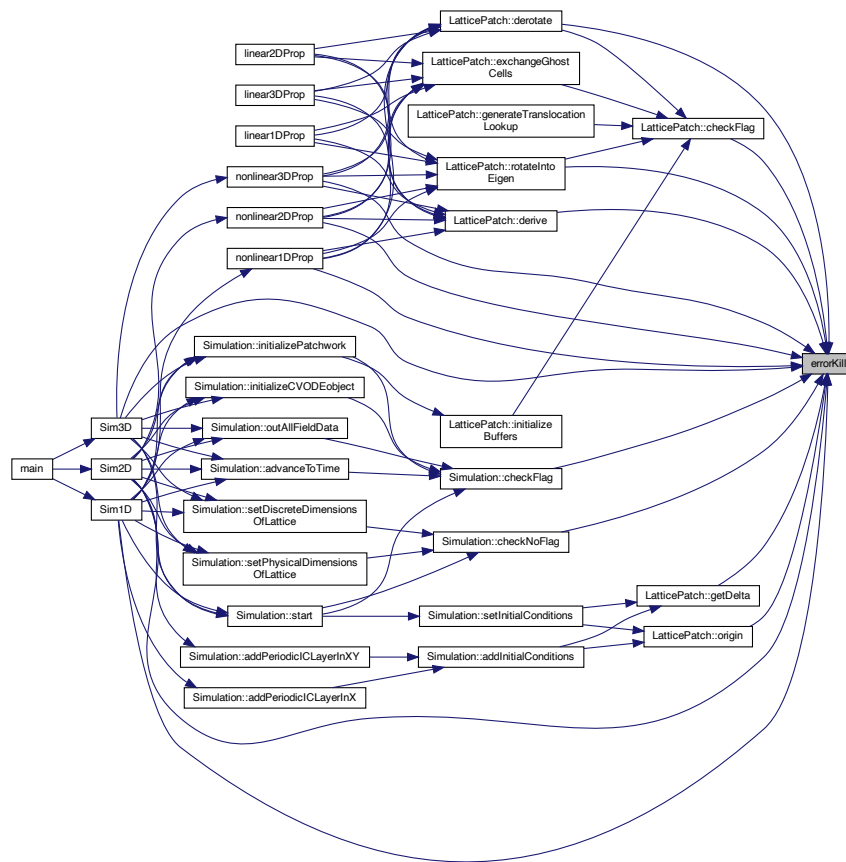 LatticePatch::derotate
linear2DProp
LatticePatch::exchangeGhost
Cells
linear3DProp
LatticePatch::generateTranslocation
Lookup
LatticePatch::checkFlag
linear1DProp
LatticePatch::rotateInto
Eigen
nonlinear3DProp
nonlinear2DProp
LatticePatch::derive
nonlinear1DProp
Simulation::initializePatchwork
errorKill
Simulation::initializeCVODEobject
Sim3D
Simulation::outAllFieldData
LatticePatch::initialize
Buffers
main
Sim2D
Simulation::advanceToTime
Simulation::checkFlag
Sim1D
Simulation::setDiscreteDimensions
OfLattice
Simulation::checkNoFlag
Simulation::setPhysicalDimensions
OfLattice
LatticePatch::getDelta
Simulation::start
Simulation::setInitialConditions
LatticePatch::origin
Simulation::addPeriodicICLayerInXY
Simulation::addInitialConditions
Simulation::addPeriodicICLayerInX